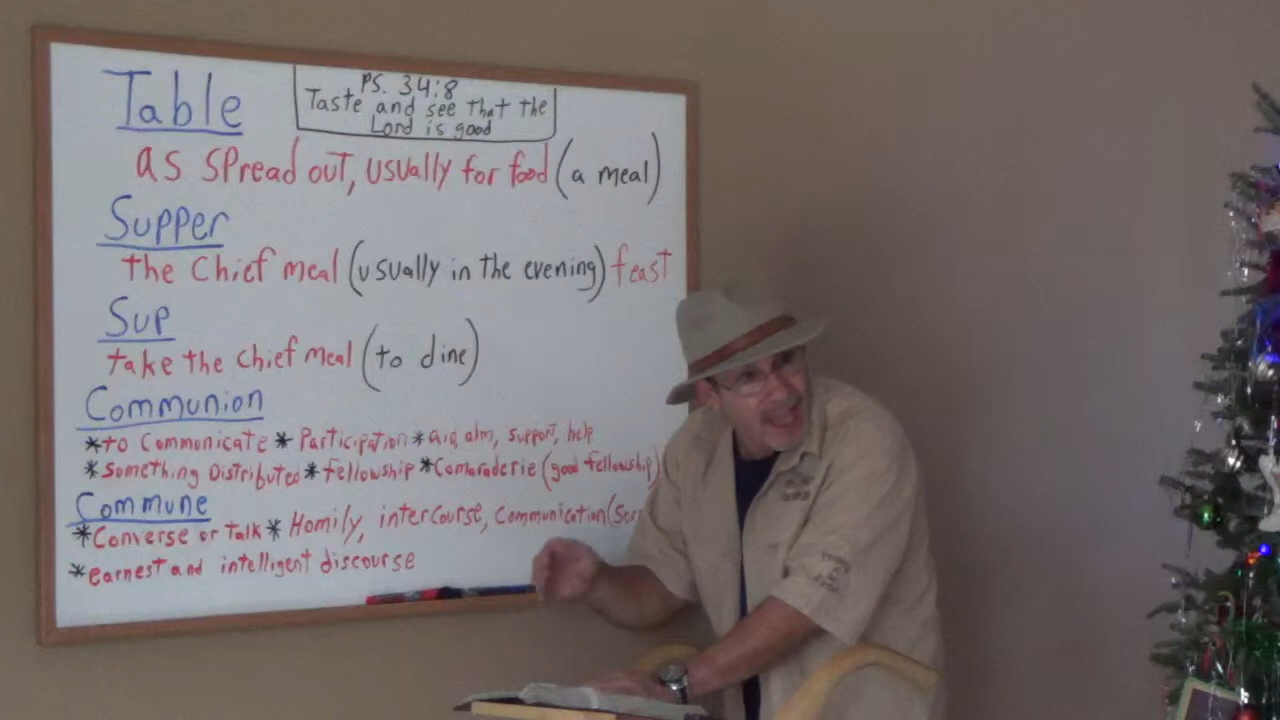 Table
PS. 34:8
Taste and see that the
Lord is good
as spread out, usually for food (a meal)
Supper
the chief meal (usually in the evening) feast
Sup
take the chief meal (to dine)
Communion
*to Communicate * Participation * aid, alm, support, help
*Something Distributed * fellowship * Comoraderie (good fellowship)
Commune
*Converse or talk * Homily, intercourse, Communication (Ser
*earnest and intelligent discourse